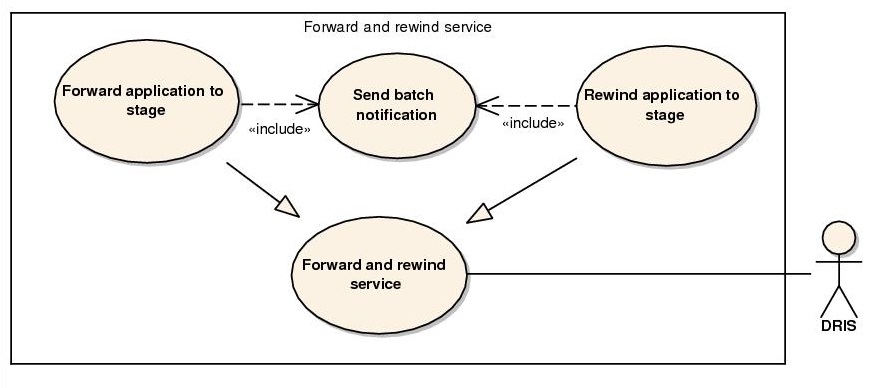 Forward and rewind service
Forward application to
stage
Send batch
notification
Rewind application to
stage
«include»
«include»
Forward and rewind
service
DRIS